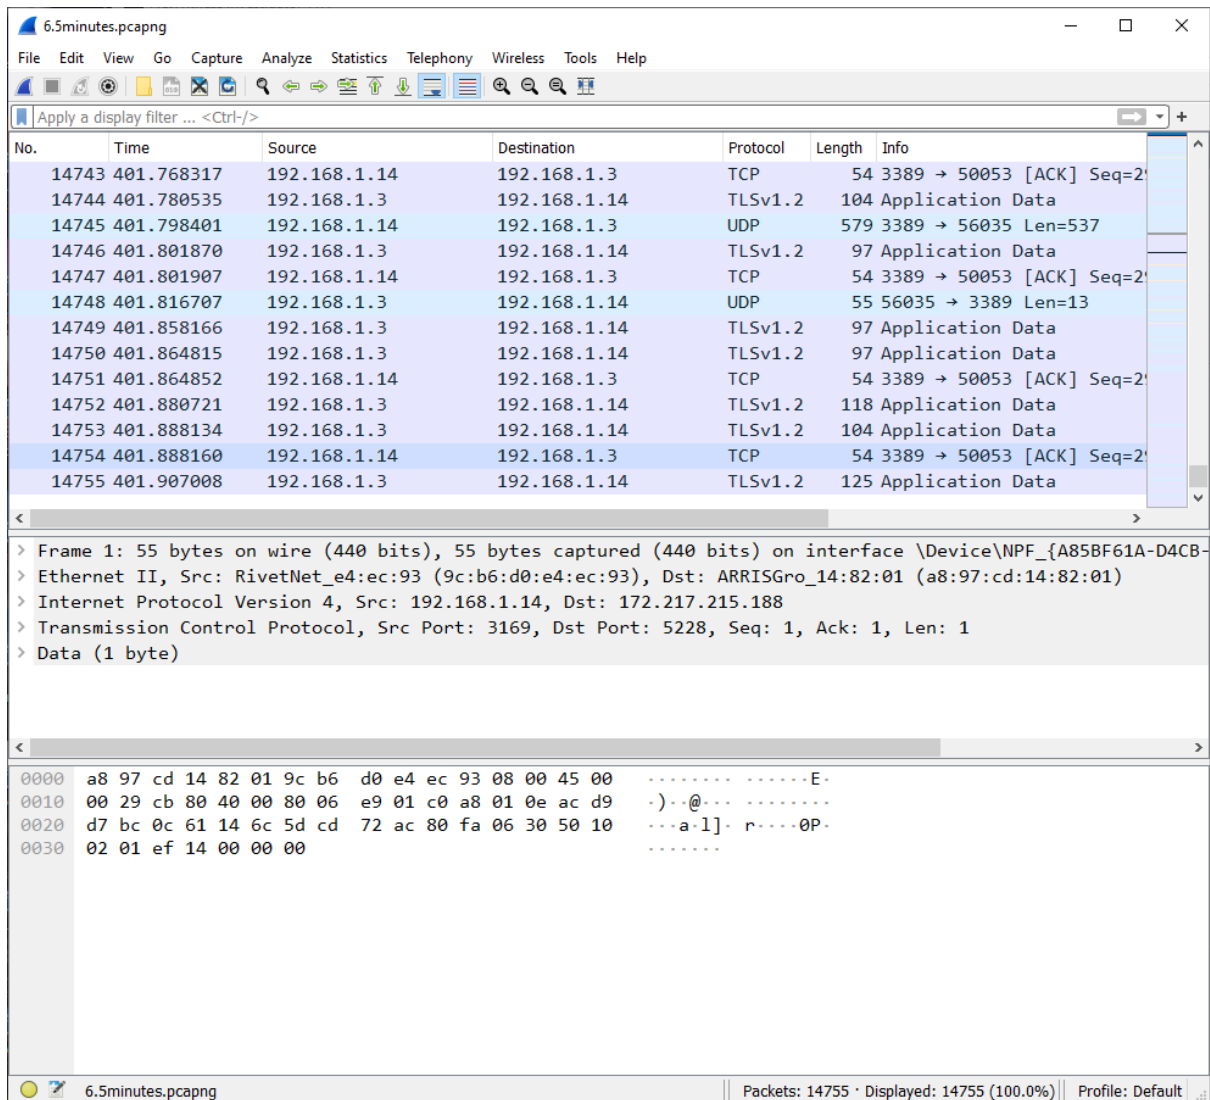 6.5minutes.pcapng
File Edit View Go Capture Analyze Statistics Telephony Wireless Tools Help
Apply a display filter ... <Ctrl-/>
No. Time Source Destination Protocol Length Info
14743 401.768317 192.168.1.14 192.168.1.3 TCP 54 3389 → 50053 [ACK] Seq=29
14744 401.780535 192.168.1.3 192.168.1.14 TLSv1.2 104 Application Data
14745 401.798401 192.168.1.14 192.168.1.3 UDP 579 3389 → 56035 Len=537
14746 401.801870 192.168.1.3 192.168.1.14 TLSv1.2 97 Application Data
14747 401.801907 192.168.1.14 192.168.1.3 TCP 54 3389 → 50053 [ACK] Seq=29
14748 401.816707 192.168.1.3 192.168.1.14 UDP 55 56035 → 3389 Len=13
14749 401.858166 192.168.1.3 192.168.1.14 TLSv1.2 97 Application Data
14750 401.864815 192.168.1.3 192.168.1.14 TLSv1.2 97 Application Data
14751 401.864852 192.168.1.14 192.168.1.3 TCP 54 3389 → 50053 [ACK] Seq=29
14752 401.880721 192.168.1.3 192.168.1.14 TLSv1.2 118 Application Data
14753 401.888134 192.168.1.3 192.168.1.14 TLSv1.2 104 Application Data
14754 401.888160 192.168.1.14 192.168.1.3 TCP 54 3389 → 50053 [ACK] Seq=29
14755 401.907008 192.168.1.3 192.168.1.14 TLSv1.2 125 Application Data
> Frame 1: 55 bytes on wire (440 bits), 55 bytes captured (440 bits) on interface \Device\NPF_{A85BF61A-D4CB-
> Ethernet II, Src: RivetNet_e4:ec:93 (9c:b6:d0:e4:ec:93), Dst: ARRISGro_14:82:01 (a8:97:cd:14:82:01)
> Internet Protocol Version 4, Src: 192.168.1.14, Dst: 172.217.215.188
> Transmission Control Protocol, Src Port: 3169, Dst Port: 5228, Seq: 1, Ack: 1, Len: 1
> Data (1 byte)
0000 a8 97 cd 14 82 01 9c b6 d0 e4 ec 93 08 00 45 00 ········ ······E·
0010 00 29 cb 80 40 00 80 06 e9 01 c0 a8 01 0e ac d9 ·)··@··· ········
0020 d7 bc 0c 61 14 6c 5d cd 72 ac 80 fa 06 30 50 10 ···a·l]· r····0P·
0030 02 01 ef 14 00 00 00 ·······
6.5minutes.pcapng Packets: 14755 · Displayed: 14755 (100.0%) Profile: Default